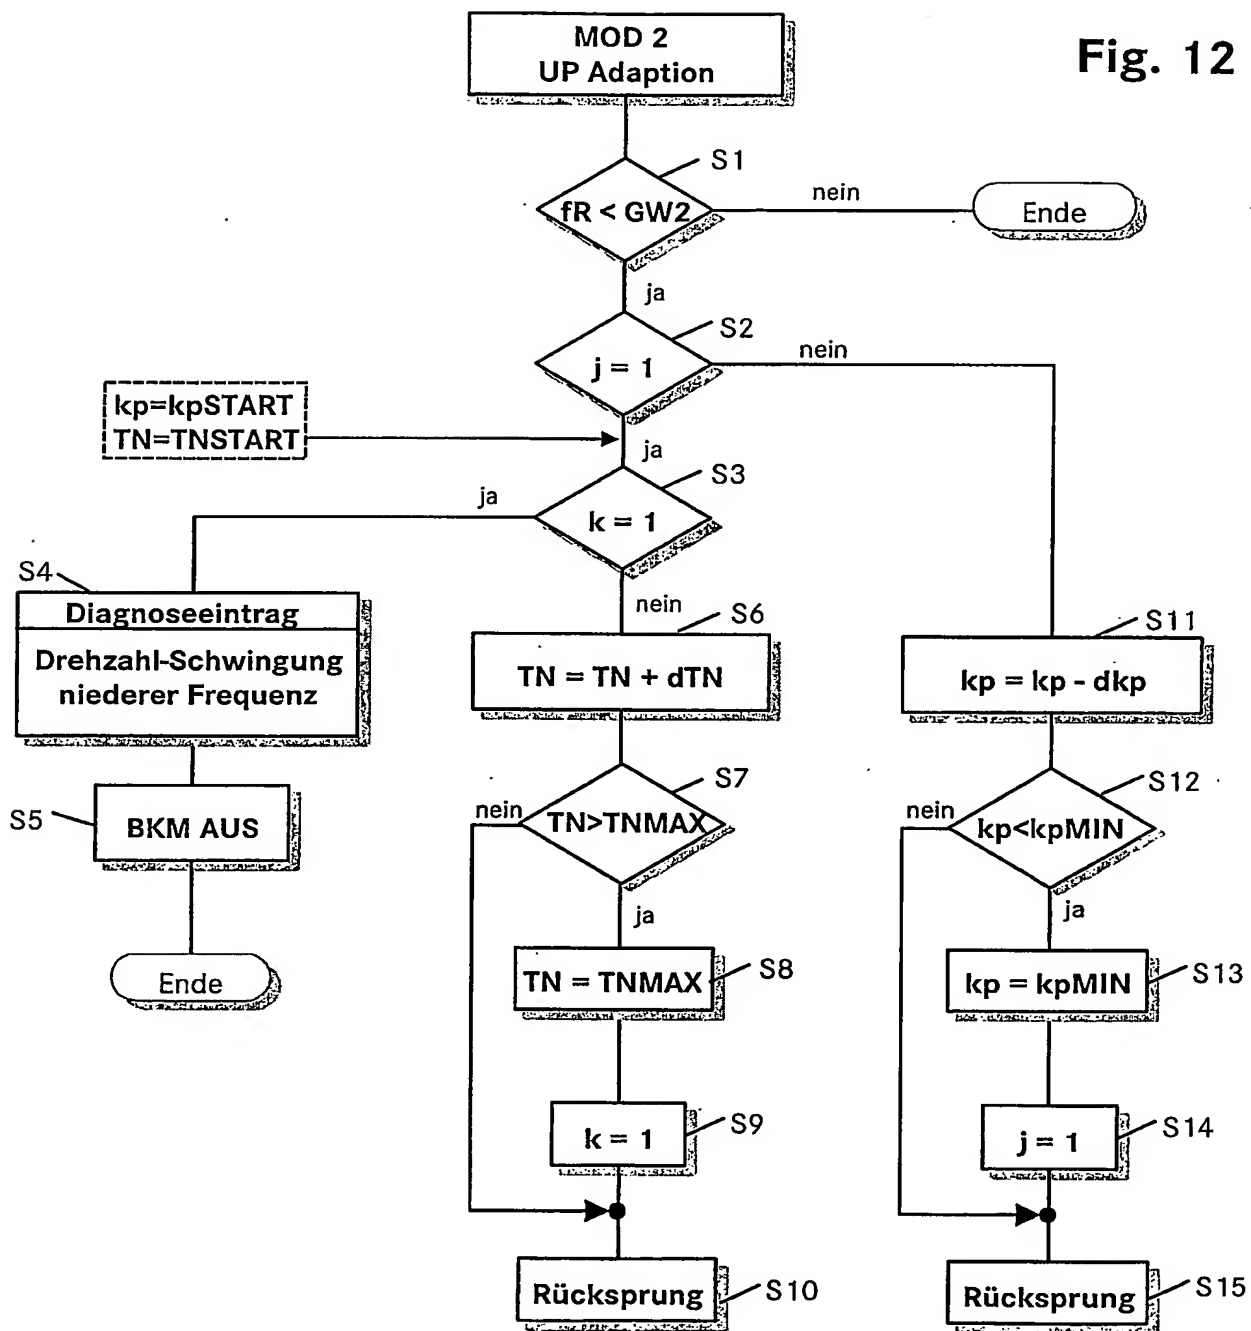 Fig. 12
MOD 2
UP Adaption
S1
fR < GW2
nein
Ende
ja
S2
j = 1
nein
kp=kpSTART
TN=TNSTART
ja
S3
ja
k = 1
S4
Diagnoseeintrag
Drehzahl-Schwingung
niederer Frequenz
nein
S6
TN = TN + dTN
S11
kp = kp - dkp
S5
BKM AUS
Ende
S7
nein
TN>TNMAX
ja
S12
nein
kp<kpMIN
ja
S8
TN = TNMAX
S13
kp = kpMIN
S9
k = 1
S14
j = 1
Rücksprung
S10
Rücksprung
S15